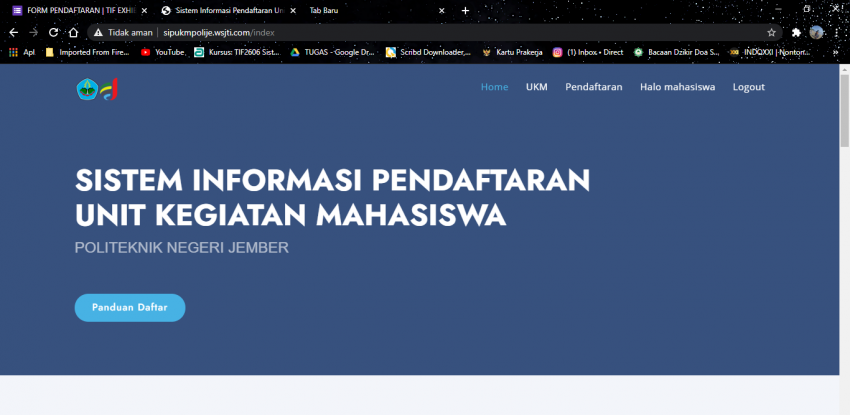 FORM PENDAFTARAN | TIF EXHI
Sistem Informasi Pendaftaran Un
Tab Baru
Tidak aman | sipukmpolije.wsjti.com/index
Apl
Imported From Fire...
YouTube
Kursus: TIF2606 Sist...
TUGAS - Google Dr...
Scribd Downloader,...
Kartu Prakerja
(1) Inbox • Direct
Bacaan Dzikir Doa S...
INDOXXI | Nonton...
Home
UKM
Pendaftaran
Halo mahasiswa
Logout
SISTEM INFORMASI PENDAFTARAN
UNIT KEGIATAN MAHASISWA
POLITEKNIK NEGERI JEMBER
Panduan Daftar